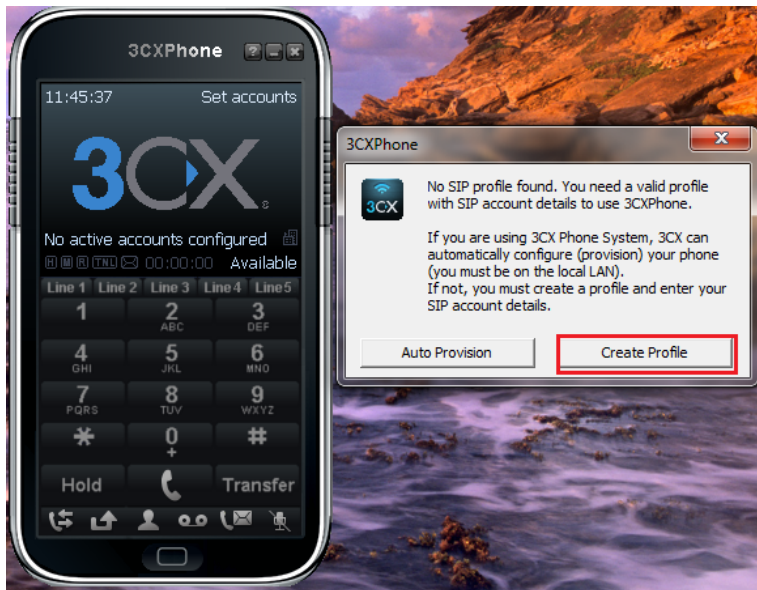 3CXPhone
11:45:37 Set accounts
3CX
No active accounts configured
H M R TNL 00:00:00 Available
Line 1 Line 2 Line 3 Line 4 Line 5
1 2 3
ABC DEF
4 5 6
GHI JKL MNO
7 8 9
PQRS TUV WXYZ
* 0 #
+
Hold Transfer
3CXPhone
3CX
No SIP profile found. You need a valid profile
with SIP account details to use 3CXPhone.
If you are using 3CX Phone System, 3CX can
automatically configure (provision) your phone
(you must be on the local LAN).
If not, you must create a profile and enter your
SIP account details.
Auto Provision Create Profile